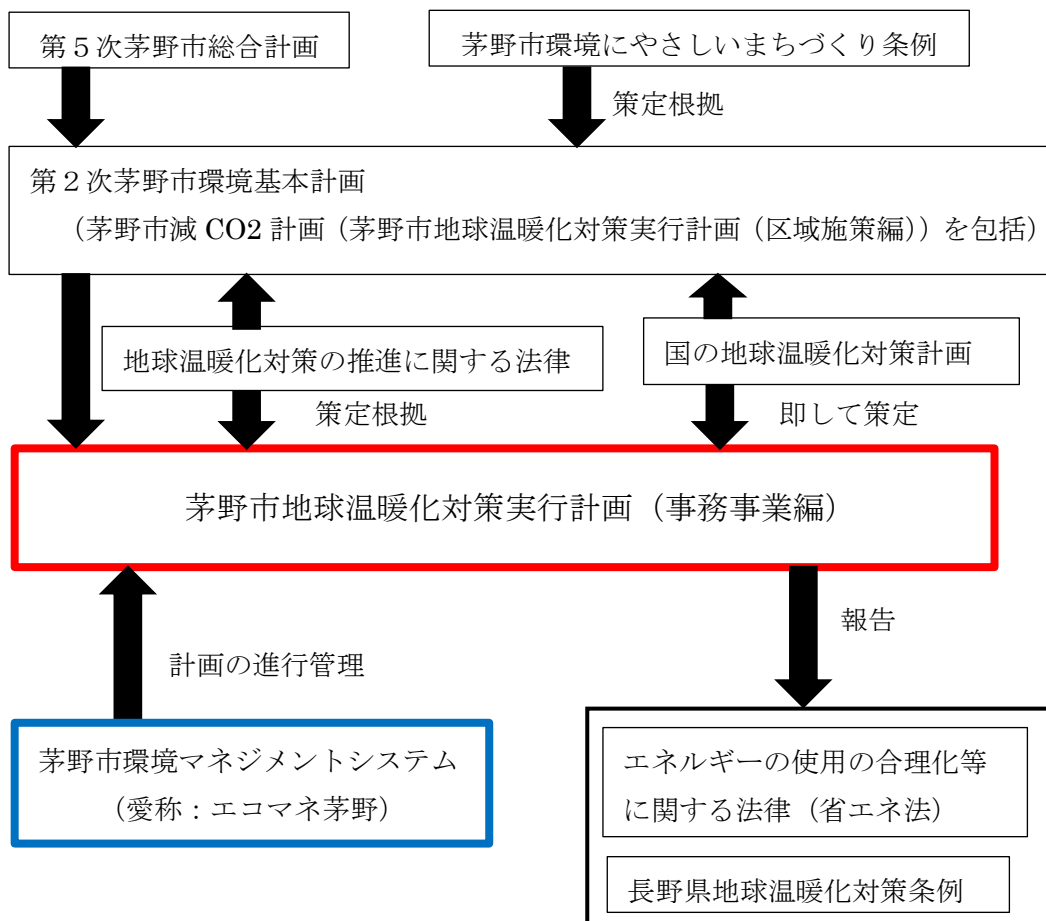 第５次茅野市総合計画
茅野市環境にやさしいまちづくり条例
策定根拠
第２次茅野市環境基本計画
（茅野市減 CO2 計画（茅野市地球温暖化対策実行計画（区域施策編））を包括）
地球温暖化対策の推進に関する法律
国の地球温暖化対策計画
策定根拠
即して策定
茅野市地球温暖化対策実行計画（事務事業編）
報告
計画の進行管理
茅野市環境マネジメントシステム
（愛称：エコマネ茅野）
エネルギーの使用の合理化等
に関する法律（省エネ法）
長野県地球温暖化対策条例